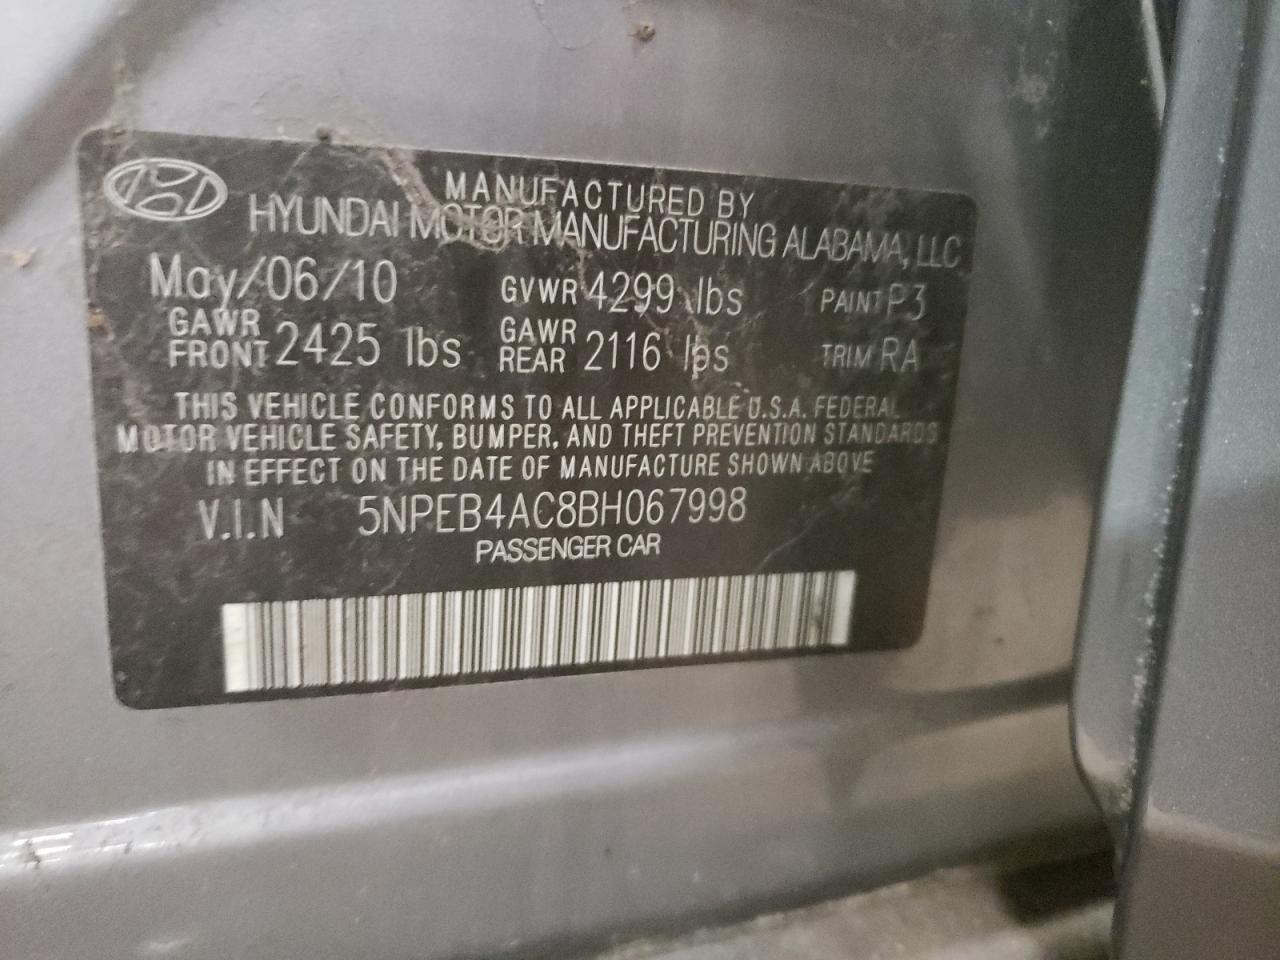 MANUFACTURED BY
HYUNDAI MOTOR MANUFACTURING ALABAMA, LLC
May/06/10 GVWR 4299 lbs PAINT P3
GAWR FRONT 2425 lbs GAWR REAR 2116 lbs TRIM RA
THIS VEHICLE CONFORMS TO ALL APPLICABLE U.S.A. FEDERAL
MOTOR VEHICLE SAFETY, BUMPER, AND THEFT PREVENTION STANDARDS
IN EFFECT ON THE DATE OF MANUFACTURE SHOWN ABOVE
V.I.N 5NPEB4AC8BH067998
PASSENGER CAR